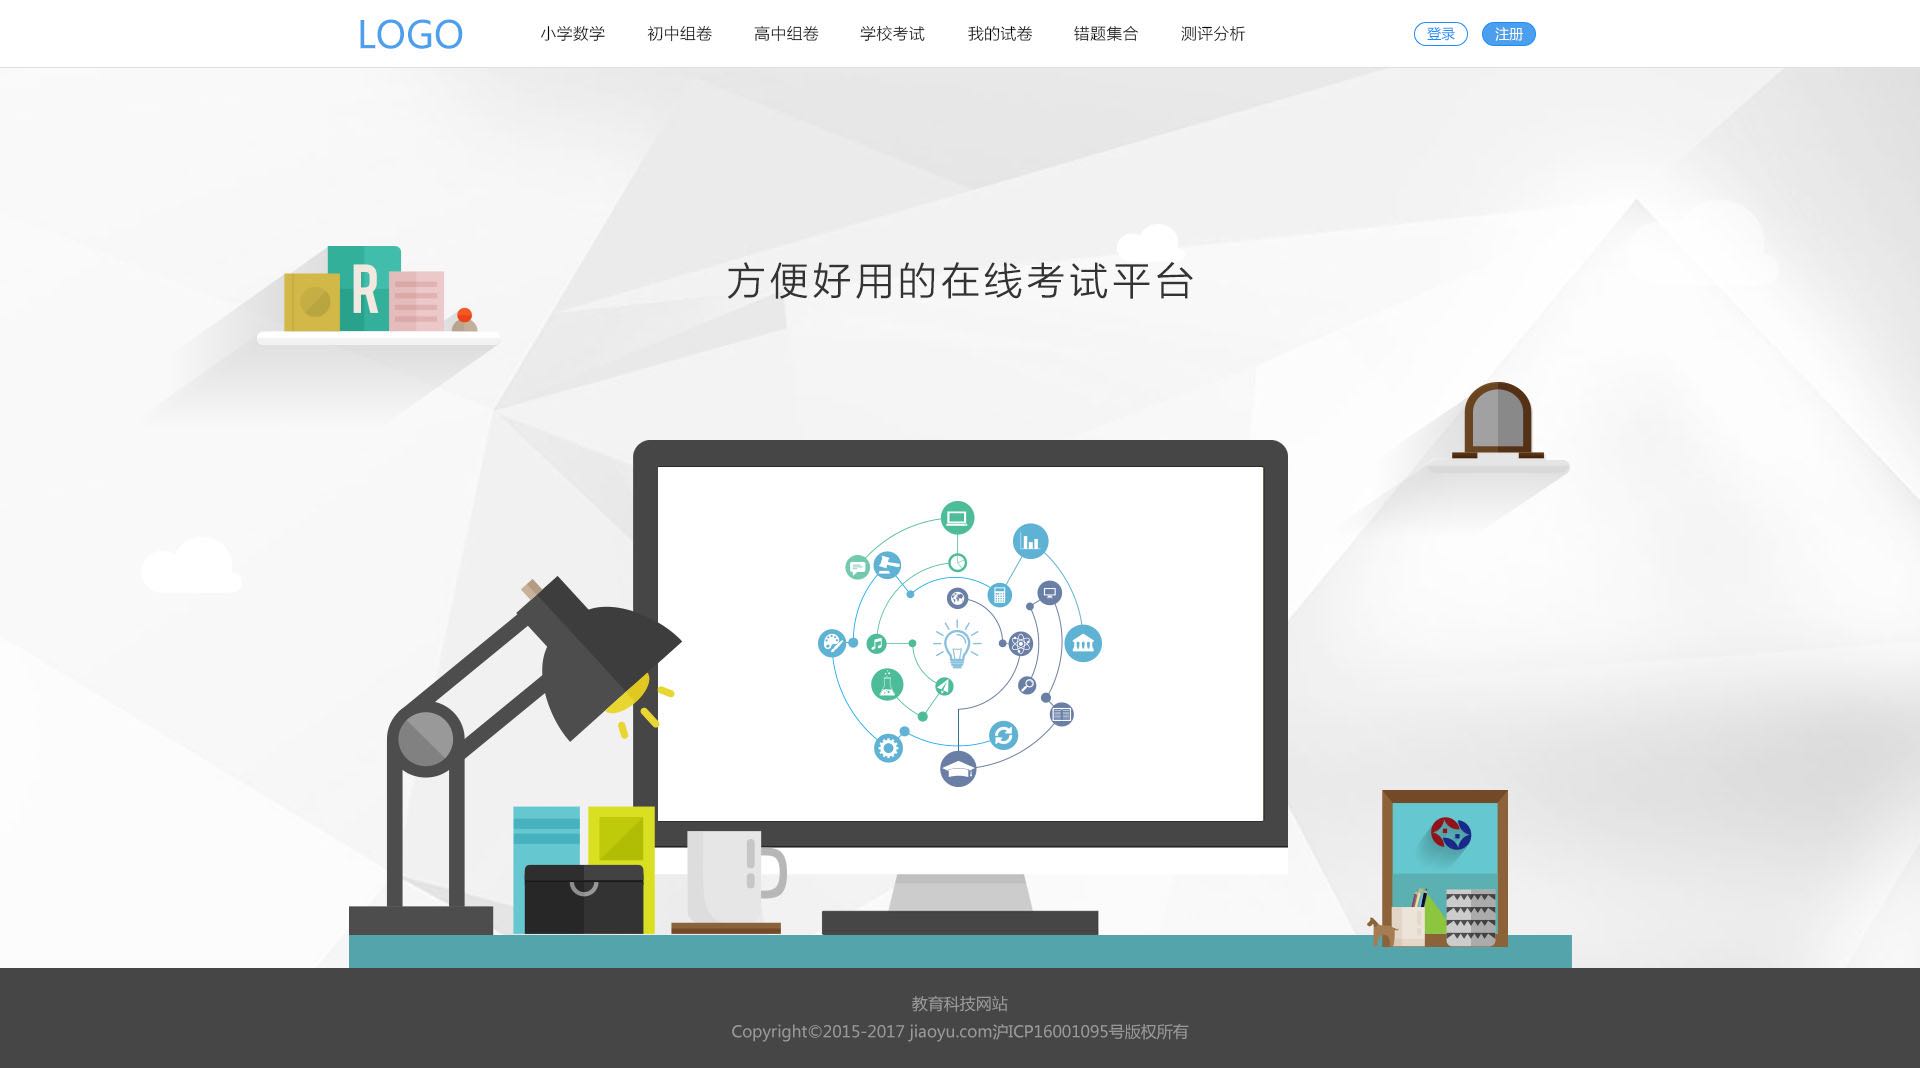 LOGO 小学数学 初中组卷 高中组卷 学校考试 我的试卷 错题集合 测评分析 登录 注册
方便好用的在线考试平台
R
教育科技网站
Copyright©2015-2017 jiaoyu.com沪ICP16001095号版权所有